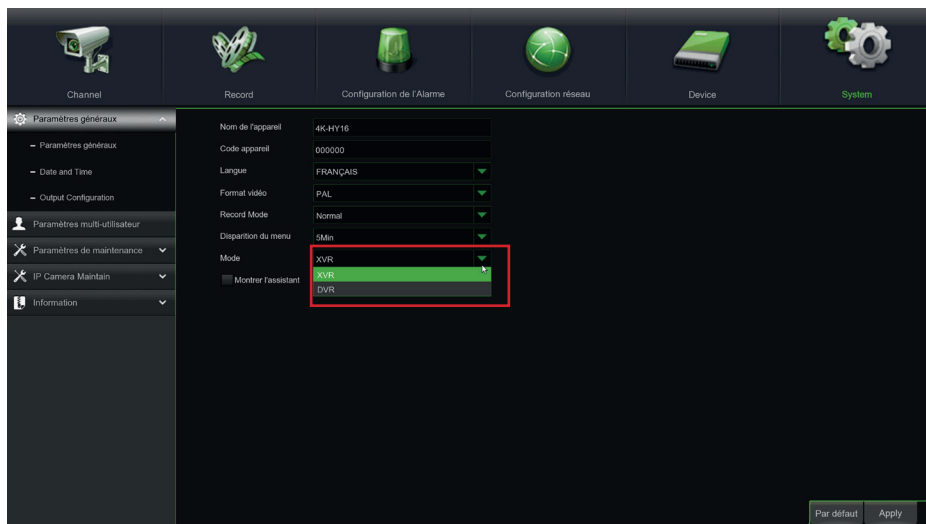 Channel
Record
Configuration de l'Alarme
Configuration réseau
Device
System
Paramètres généraux
– Paramètres généraux
– Date and Time
– Output Configuration
Paramètres multi-utilisateur
Paramètres de maintenance
IP Camera Maintain
Information
Nom de l'appareil 4K-HY16
Code appareil 000000
Langue FRANÇAIS
Format vidéo PAL
Record Mode Normal
Disparition du menu 5Min
Mode XVR
XVR
Montrer l'assistant
DVR
Par défaut
Apply